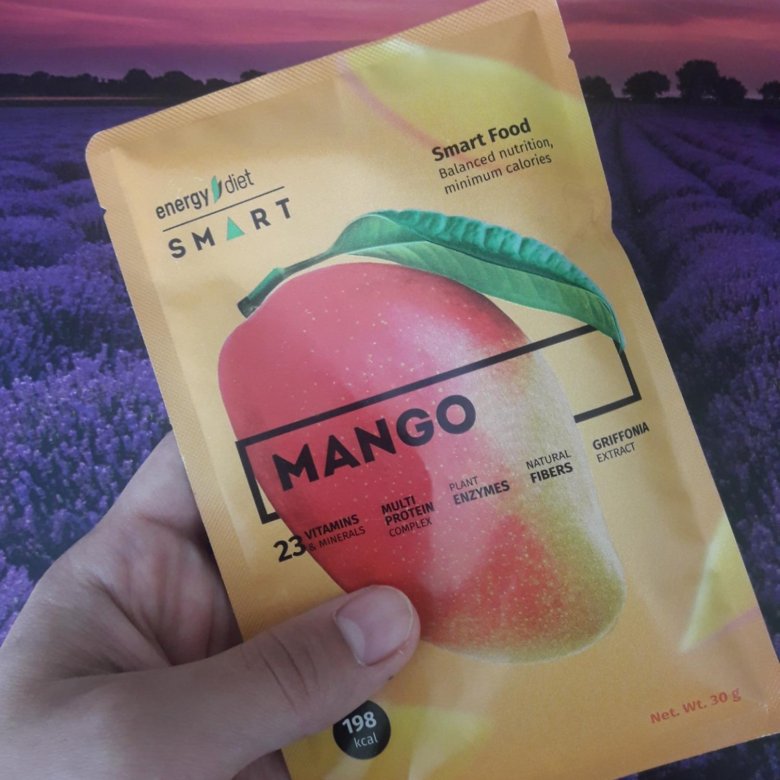 energy diet
SMART
Smart Food
Balanced nutrition,
minimum calories
MANGO
23 VITAMINS
& MINERALS
MULTI
PROTEIN
COMPLEX
PLANT
ENZYMES
NATURAL
FIBERS
GRIFFONIA
EXTRACT
198
kcal
Net. Wt. 30 g